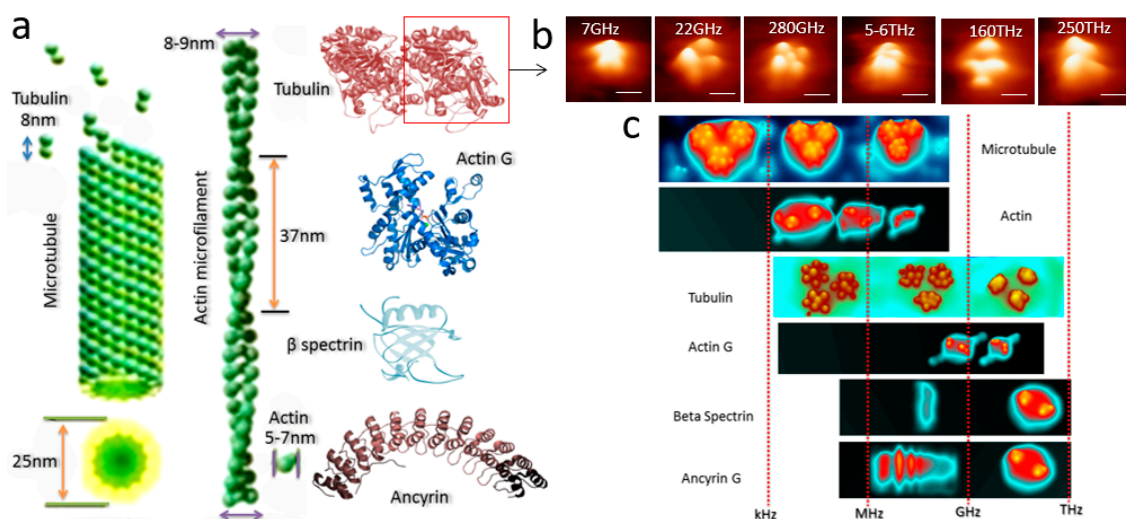 a
8-9nm
Tubulin
8nm
Microtubule
Actin microfilament
37nm
25nm
Actin
5-7nm
Tubulin
Actin G
β spectrin
Ancyrin
b
7GHz
22GHz
280GHz
5-6THz
160THz
250THz
c
Microtubule
Actin
Tubulin
Actin G
Beta Spectrin
Ancyrin G
kHz
MHz
GHz
THz